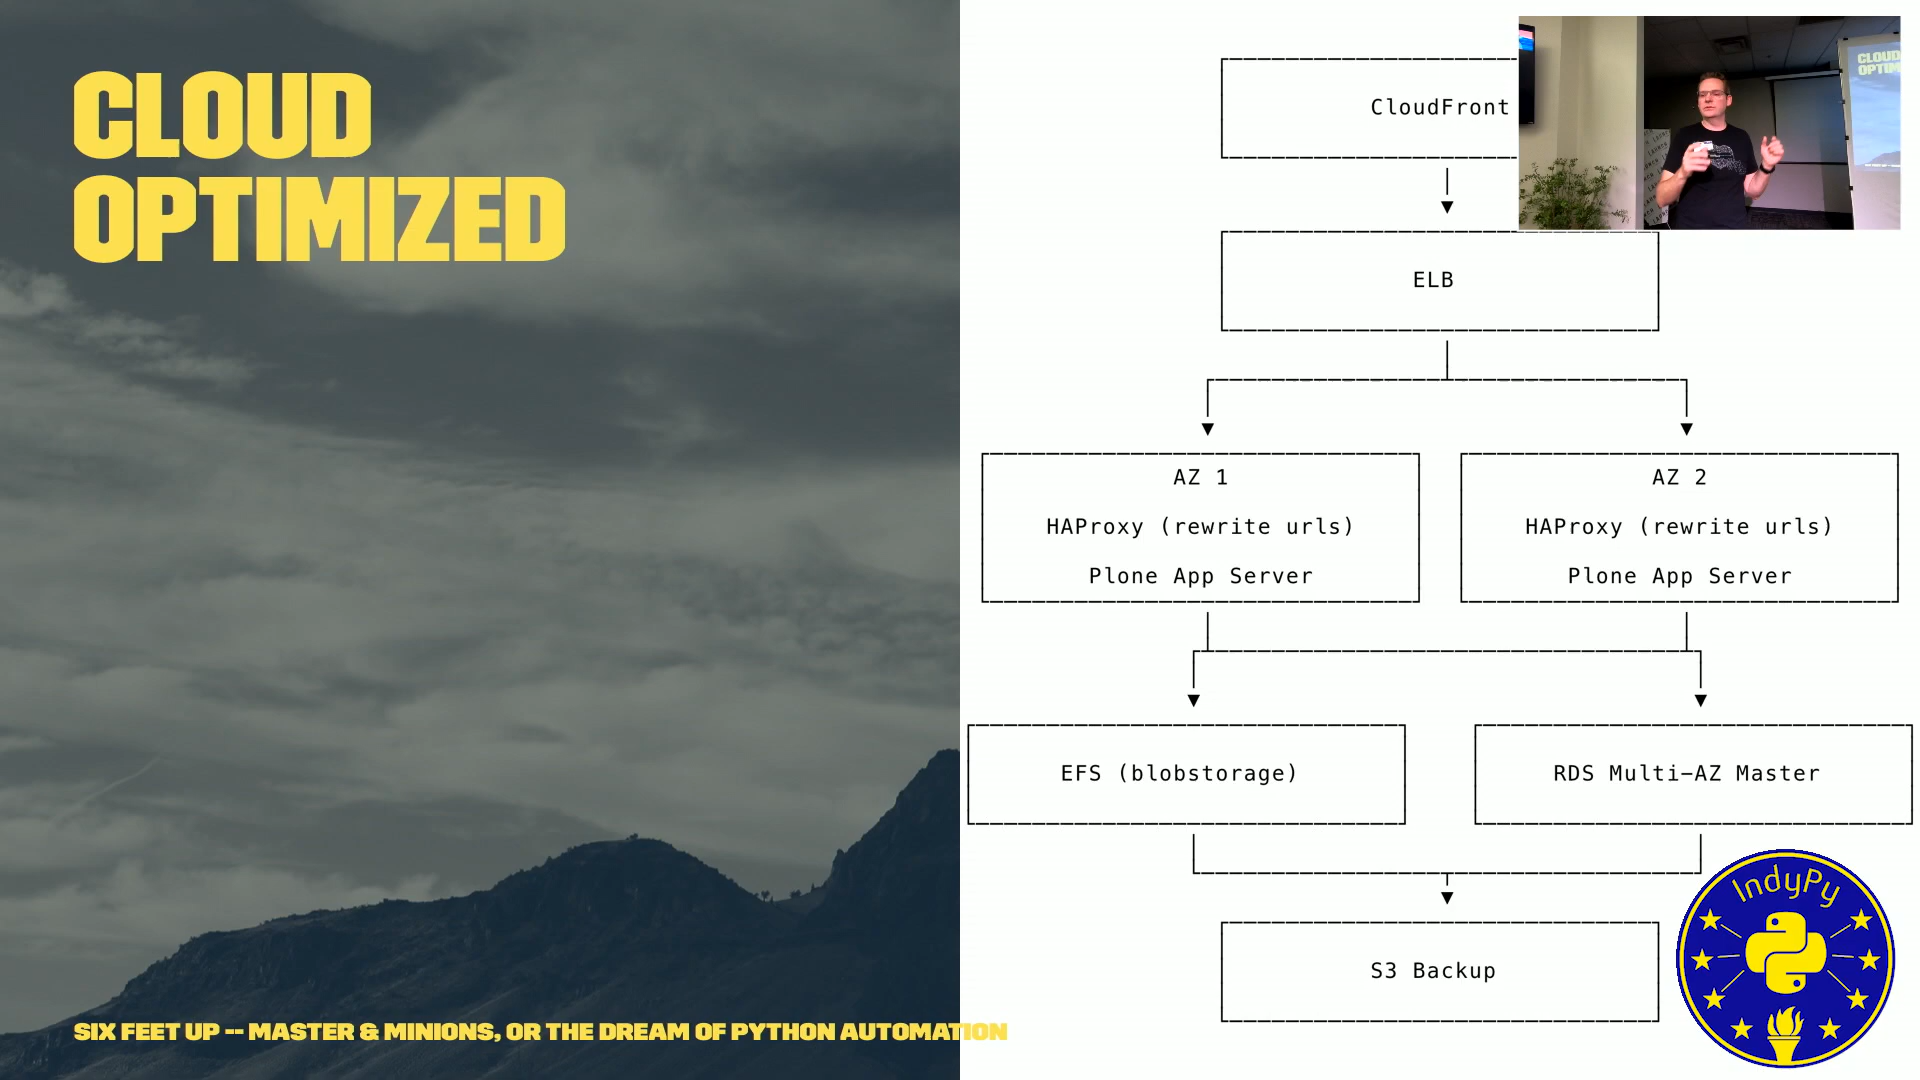 CLOUD
OPTIMIZED
CloudFront
ELB
AZ 1
HAProxy (rewrite urls)
Plone App Server
AZ 2
HAProxy (rewrite urls)
Plone App Server
EFS (blobstorage)
RDS Multi-AZ Master
S3 Backup
SIX FEET UP -- MASTER & MINIONS, OR THE DREAM OF PYTHON AUTOMATION
IndyPy
CLOUD
OPTIM